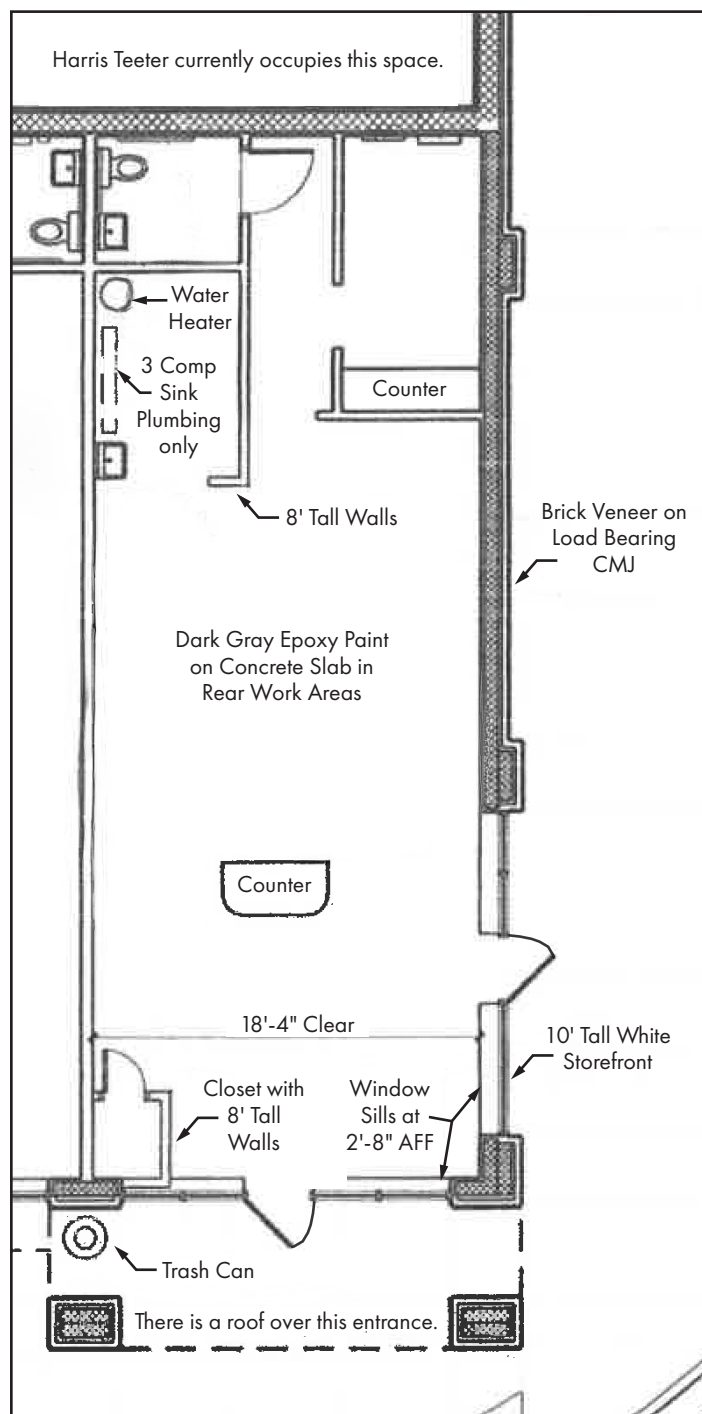 Harris Teeter currently occupies this space.
Water
Heater
3 Comp
Sink
Plumbing
only
Counter
8' Tall Walls
Brick Veneer on
Load Bearing
CMJ
Dark Gray Epoxy Paint
on Concrete Slab in
Rear Work Areas
Counter
18'-4" Clear
10' Tall White
Storefront
Closet with
8' Tall
Walls
Window
Sills at
2'-8" AFF
Trash Can
There is a roof over this entrance.